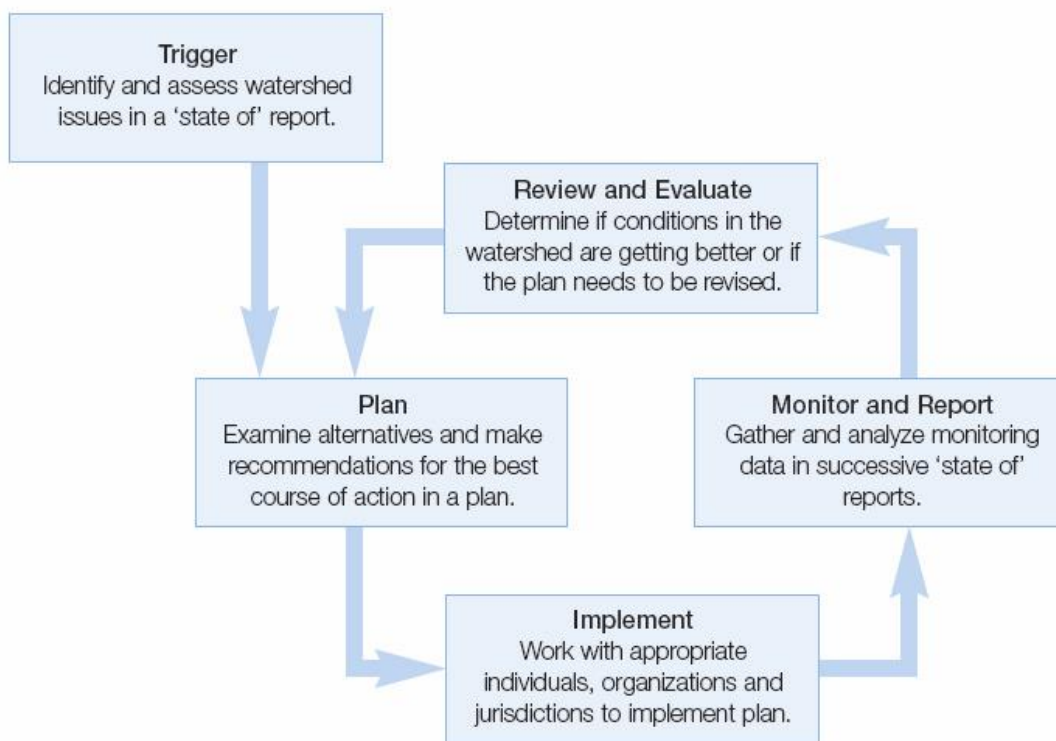 Trigger
Identify and assess watershed
issues in a ‘state of’ report.
Review and Evaluate
Determine if conditions in the
watershed are getting better or if
the plan needs to be revised.
Plan
Examine alternatives and make
recommendations for the best
course of action in a plan.
Monitor and Report
Gather and analyze monitoring
data in successive ‘state of’
reports.
Implement
Work with appropriate
individuals, organizations and
jurisdictions to implement plan.